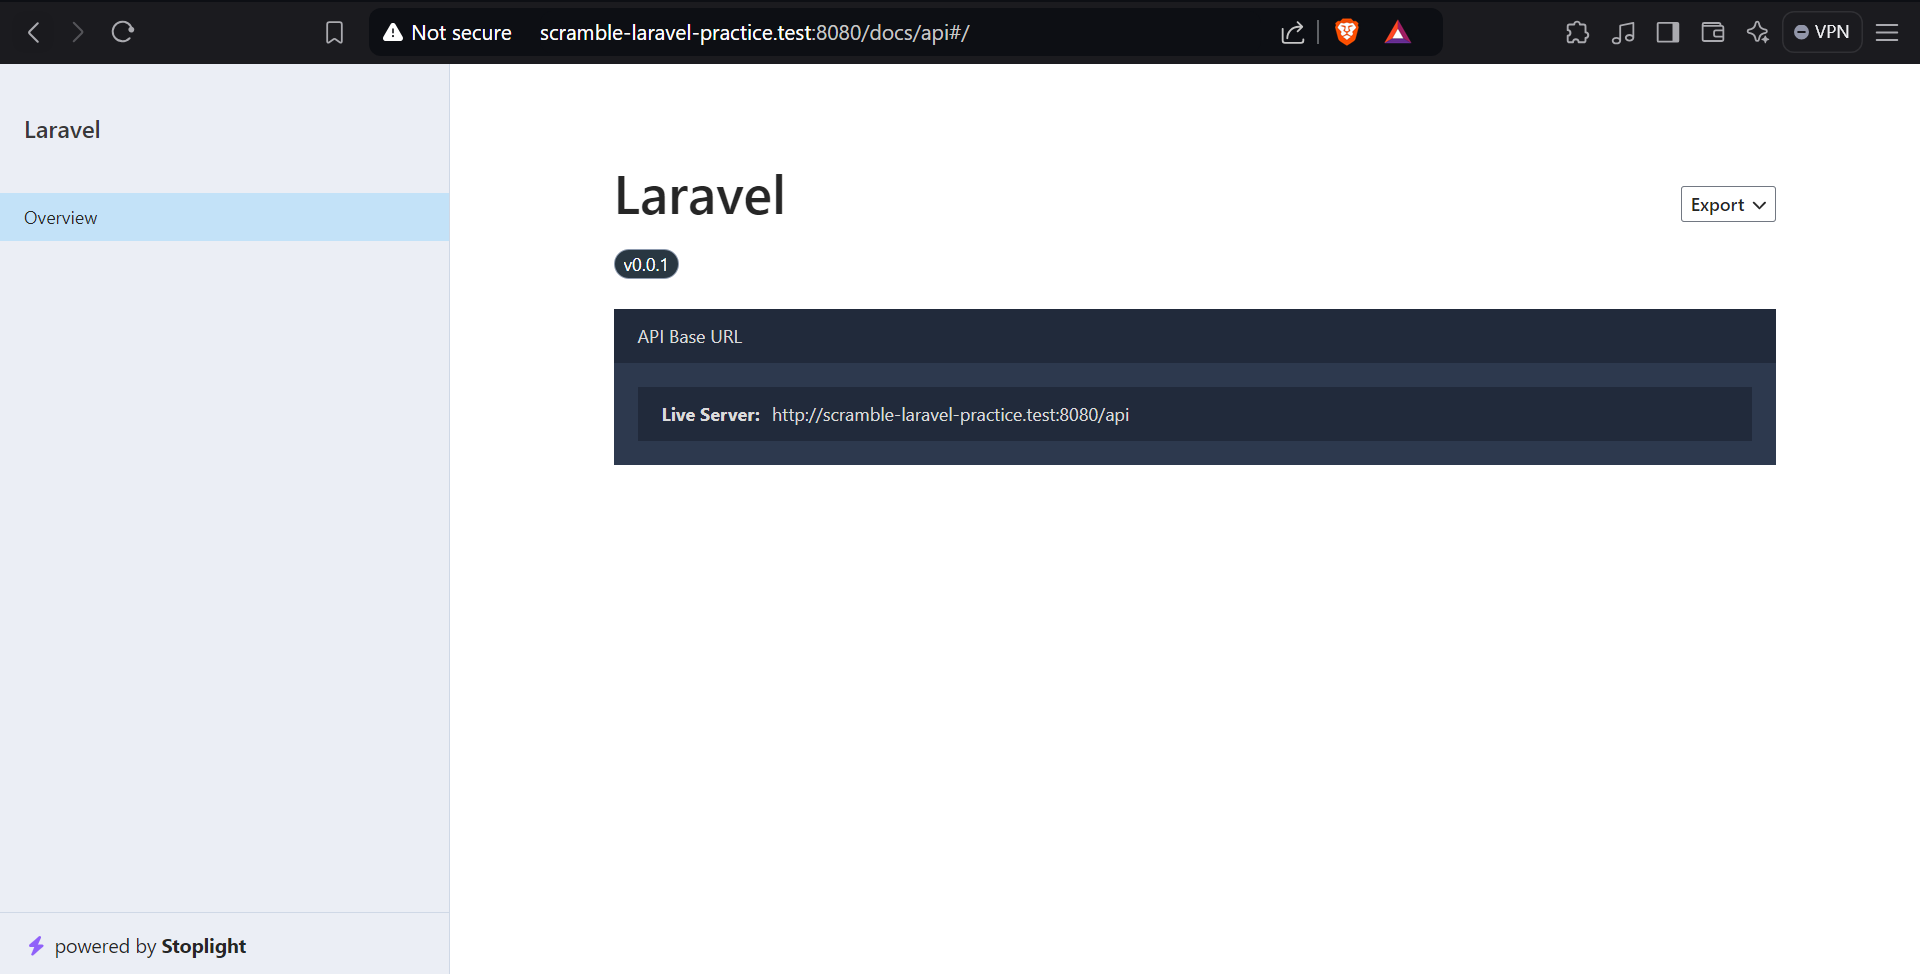 Not secure scramble-laravel-practice.test:8080/docs/api#/
VPN
Laravel
Overview
Laravel
Export
v0.0.1
API Base URL
Live Server: http://scramble-laravel-practice.test:8080/api
powered by Stoplight